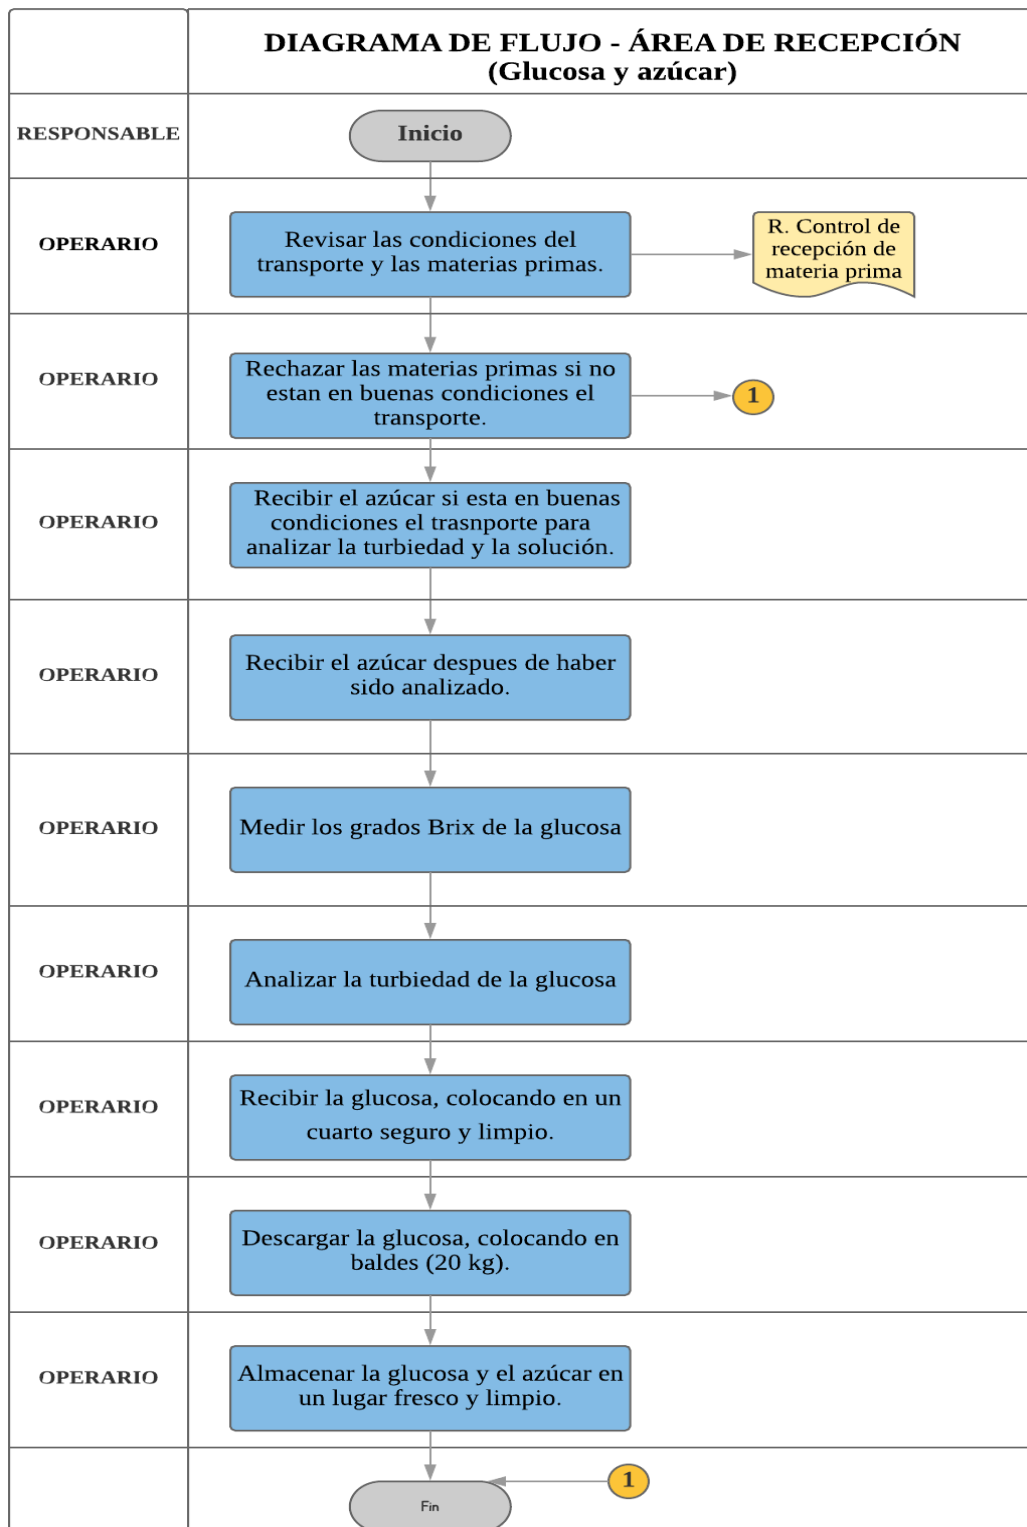 DIAGRAMA DE FLUJO - ÁREA DE RECEPCIÓN
(Glucosa y azúcar)
RESPONSABLE
Inicio
OPERARIO
Revisar las condiciones del
transporte y las materias primas.
R. Control de
recepción de
materia prima
OPERARIO
Rechazar las materias primas si no
estan en buenas condiciones el
transporte.
1
OPERARIO
Recibir el azúcar si esta en buenas
condiciones el trasnporte para
analizar la turbiedad y la solución.
OPERARIO
Recibir el azúcar despues de haber
sido analizado.
OPERARIO
Medir los grados Brix de la glucosa
OPERARIO
Analizar la turbiedad de la glucosa
OPERARIO
Recibir la glucosa, colocando en un
cuarto seguro y limpio.
OPERARIO
Descargar la glucosa, colocando en
baldes (20 kg).
OPERARIO
Almacenar la glucosa y el azúcar en
un lugar fresco y limpio.
1
Fin